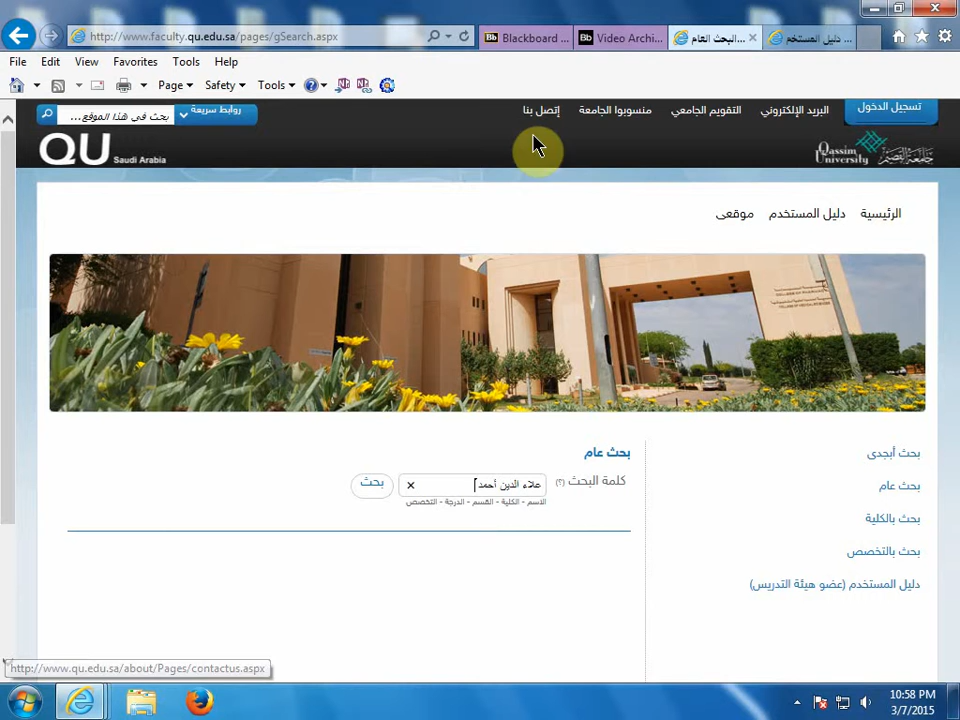 http://www.faculty.qu.edu.sa/pages/gSearch.aspx
Blackboard ...
Video Archi...
البحث العام...
دليل المستخدم...
File Edit View Favorites Tools Help
Page Safety Tools
تسجيل الدخول
البريد الإلكتروني
التقويم الجامعي
منسوبوا الجامعة
إتصل بنا
روابط سريعة
بحث في هذا الموقع...
QU Saudi Arabia
Qassim University
جامعة القصيم
الرئيسية
دليل المستخدم
موقعى
بحث أبجدى
بحث عام
بحث بالكلية
بحث بالتخصص
دليل المستخدم (عضو هيئة التدريس)
بحث عام
كلمة البحث (؟)
علاء الدين أحمد
بحث
الاسم - الكلية - القسم - الدرجة - التخصص
http://www.qu.edu.sa/about/Pages/contactus.aspx
10:58 PM
3/7/2015